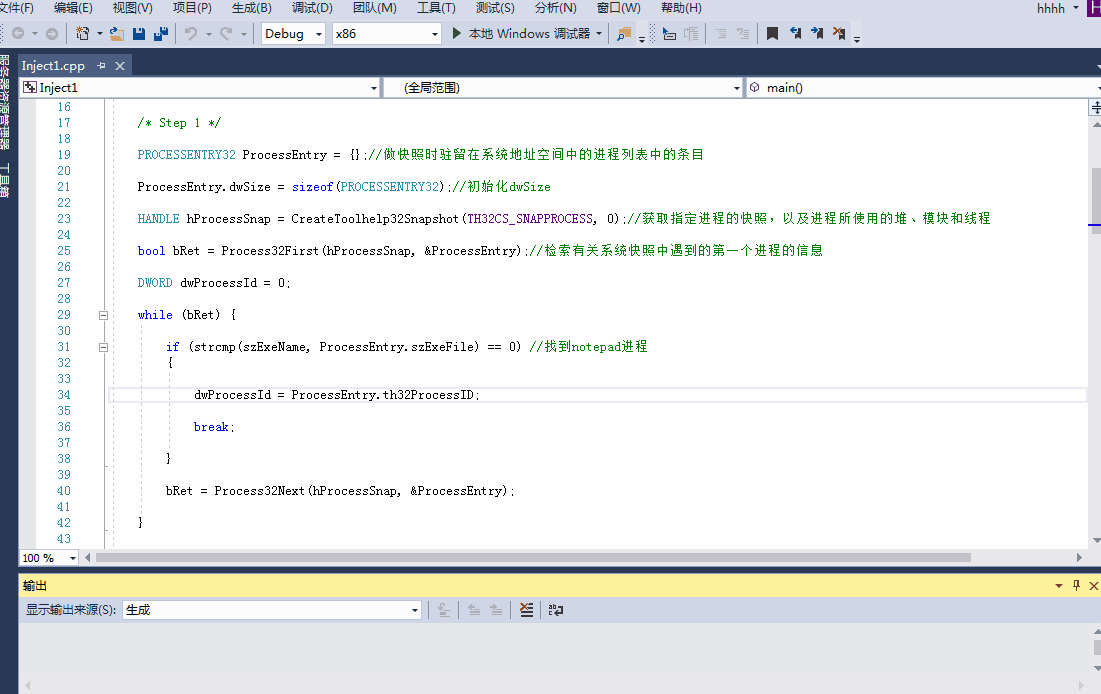 文件(F) 编辑(E) 视图(V) 项目(P) 生成(B) 调试(D) 团队(M) 工具(T) 测试(S) 分析(N) 窗口(W) 帮助(H) hhhh H
Debug x86 本地 Windows 调试器
服务器资源管理器 工具箱
Inject1.cpp
Inject1 (全局范围) main()
16
17 /* Step 1 */
18
19 PROCESSENTRY32 ProcessEntry = {};//做快照时驻留在系统地址空间中的进程列表中的条目
20
21 ProcessEntry.dwSize = sizeof(PROCESSENTRY32);//初始化dwSize
22
23 HANDLE hProcessSnap = CreateToolhelp32Snapshot(TH32CS_SNAPPROCESS, 0);//获取指定进程的快照，以及进程所使用的堆、模块和线程
24
25 bool bRet = Process32First(hProcessSnap, &ProcessEntry);//检索有关系统快照中遇到的第一个进程的信息
26
27 DWORD dwProcessId = 0;
28
29 while (bRet) {
30
31 if (strcmp(szExeName, ProcessEntry.szExeFile) == 0) //找到notepad进程
32 {
33
34 dwProcessId = ProcessEntry.th32ProcessID;
35
36 break;
37
38 }
39
40 bRet = Process32Next(hProcessSnap, &ProcessEntry);
41
42 }
43
100 %
输出
显示输出来源(S): 生成